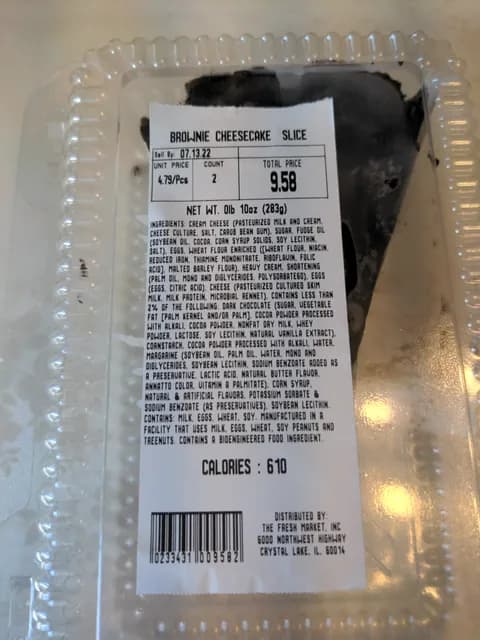 BROWNIE CHEESECAKE SLICE
Sell By: 07.13.22
UNIT PRICE COUNT TOTAL PRICE
4.79/Pcs 2 9.58
NET WT. 0lb 10oz (283g)
INGREDIENTS: CREAM CHEESE (PASTEURIZED MILK AND CREAM,
CHEESE CULTURE, SALT, CAROB BEAN GUM), SUGAR, FUDGE OIL
(SOYBEAN OIL, COCOA, CORN SYRUP SOLIDS, SOY LECITHIN,
SALT), EGGS, WHEAT FLOUR ENRICHED ([WHEAT FLOUR, NIACIN,
REDUCED IRON, THIAMINE MONONITRATE, RIBOFLAVIN, FOLIC
ACID], MALTED BARLEY FLOUR), HEAVY CREAM, SHORTENING
(PALM OIL, MONO AND DIGLYCERIDES, POLYSORBATE60), EGGS
(EGGS, CITRIC ACID), CHEESE (PASTEURIZED CULTURED SKIM
MILK, MILK PROTEIN, MICROBIAL RENNET), CONTAINS LESS THAN
2% OF THE FOLLOWING: DARK CHOCOLATE (SUGAR, VEGETABLE
FAT [PALM KERNEL AND/OR PALM], COCOA POWDER PROCESSED
WITH ALKALI, COCOA POWDER, NONFAT DRY MILK, WHEY
POWDER, LACTOSE, SOY LECITHIN, NATURAL VANILLA EXTRACT),
CORNSTARCH, COCOA POWDER PROCESSED WITH ALKALI, WATER,
MARGARINE (SOYBEAN OIL, PALM OIL, WATER, MONO AND
DIGLYCERIDES, SOYBEAN LECITHIN, SODIUM BENZOATE ADDED AS
A PRESERVATIVE, LACTIC ACID, NATURAL BUTTER FLAVOR,
ANNATTO COLOR, VITAMIN A PALMITATE), CORN SYRUP,
NATURAL & ARTIFICIAL FLAVORS, POTASSIUM SORBATE &
SODIUM BENZOATE (AS PRESERVATIVES), SOYBEAN LECITHIN.
CONTAINS: MILK, EGGS, WHEAT, SOY. MANUFACTURED IN A
FACILITY THAT USES MILK, EGGS, WHEAT, SOY PEANUTS AND
TREENUTS. CONTAINS A BIOENGINEERED FOOD INGREDIENT.
CALORIES : 610
DISTRIBUTED BY:
THE FRESH MARKET, INC
6000 NORTHWEST HIGHWAY
CRYSTAL LAKE, IL, 60014
0233431 009582